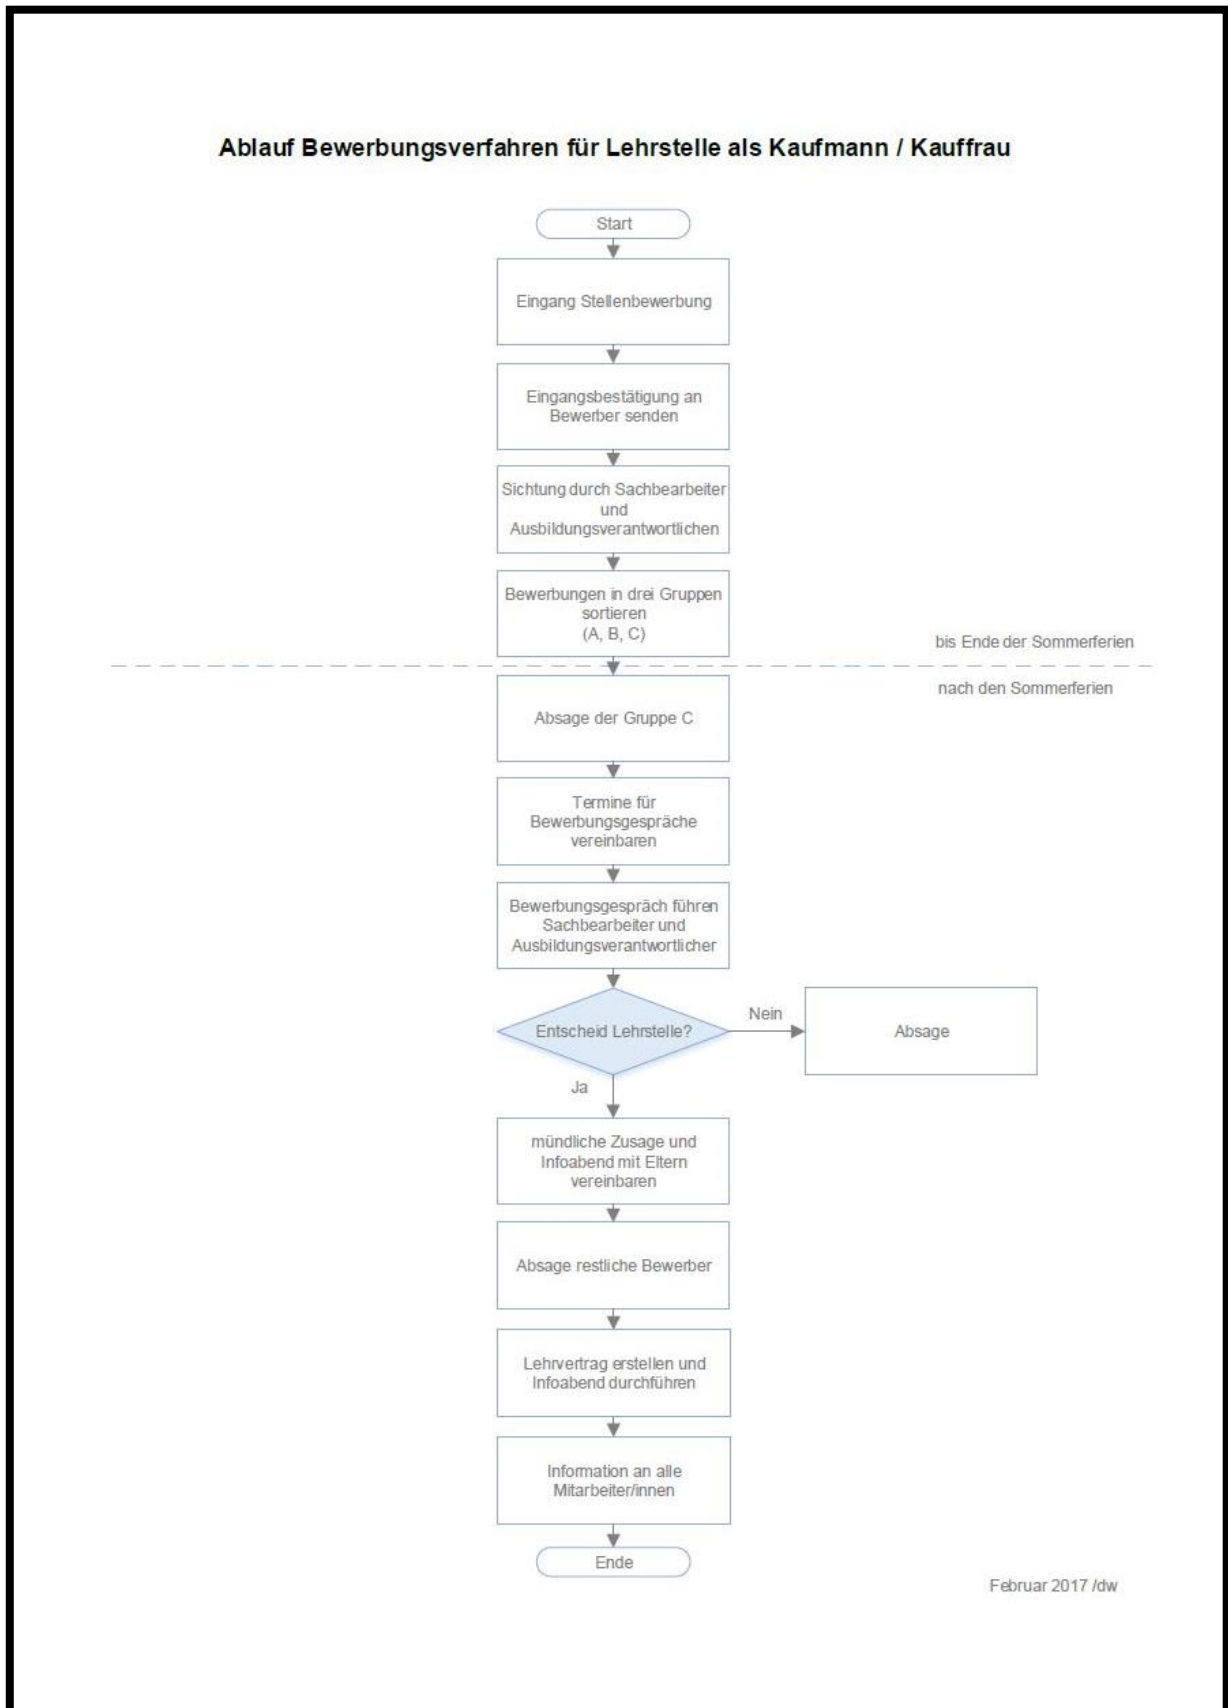 Ablauf Bewerbungsverfahren für Lehrstelle als Kaufmann / Kauffrau
Start
Eingang Stellenbewerbung
Eingangsbestätigung an
Bewerber senden
Sichtung durch Sachbearbeiter
und
Ausbildungsverantwortlichen
Bewerbungen in drei Gruppen
sortieren
(A, B, C)
bis Ende der Sommerferien
nach den Sommerferien
Absage der Gruppe C
Termine für
Bewerbungsgespräche
vereinbaren
Bewerbungsgespräch führen
Sachbearbeiter und
Ausbildungsverantwortlicher
Entscheid Lehrstelle?
Nein
Absage
Ja
mündliche Zusage und
Infoabend mit Eltern
vereinbaren
Absage restliche Bewerber
Lehrvertrag erstellen und
Infoabend durchführen
Information an alle
Mitarbeiter/innen
Ende
Februar 2017 /dw